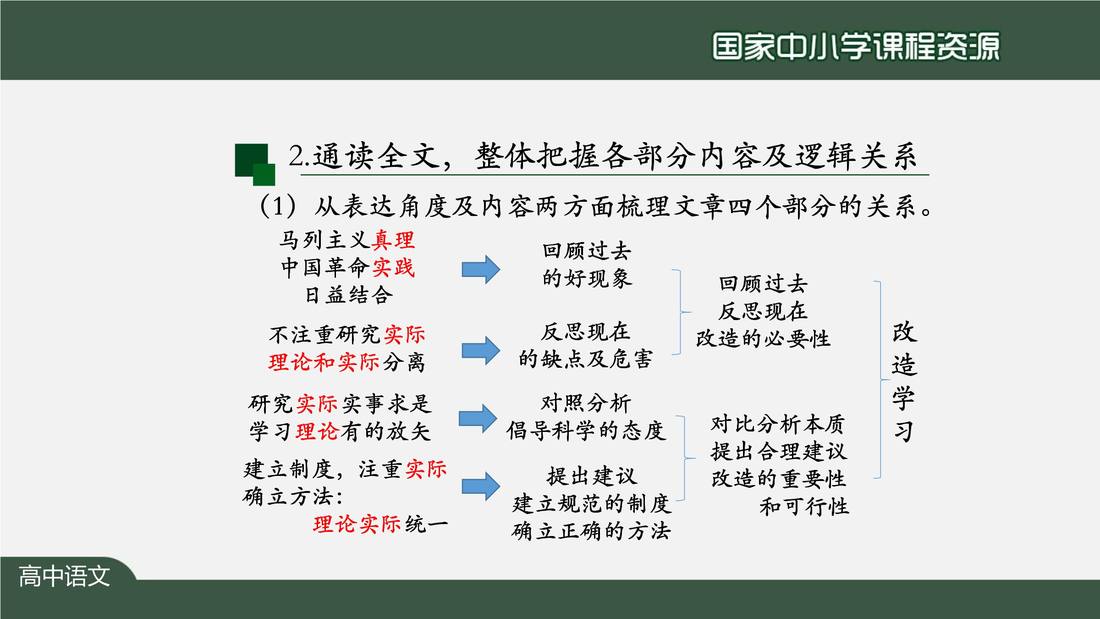 国家中小学课程资源
2.通读全文，整体把握各部分内容及逻辑关系
（1）从表达角度及内容两方面梳理文章四个部分的关系。
马列主义真理
中国革命实践
日益结合
回顾过去
的好现象
不注重研究实际
理论和实际分离
反思现在
的缺点及危害
回顾过去
反思现在
改造的必要性
研究实际实事求是
学习理论有的放矢
对照分析
倡导科学的态度
建立制度，注重实际
确立方法：
理论实际统一
提出建议
建立规范的制度
确立正确的方法
对比分析本质
提出合理建议
改造的重要性
和可行性
改
造
学
习
高中语文